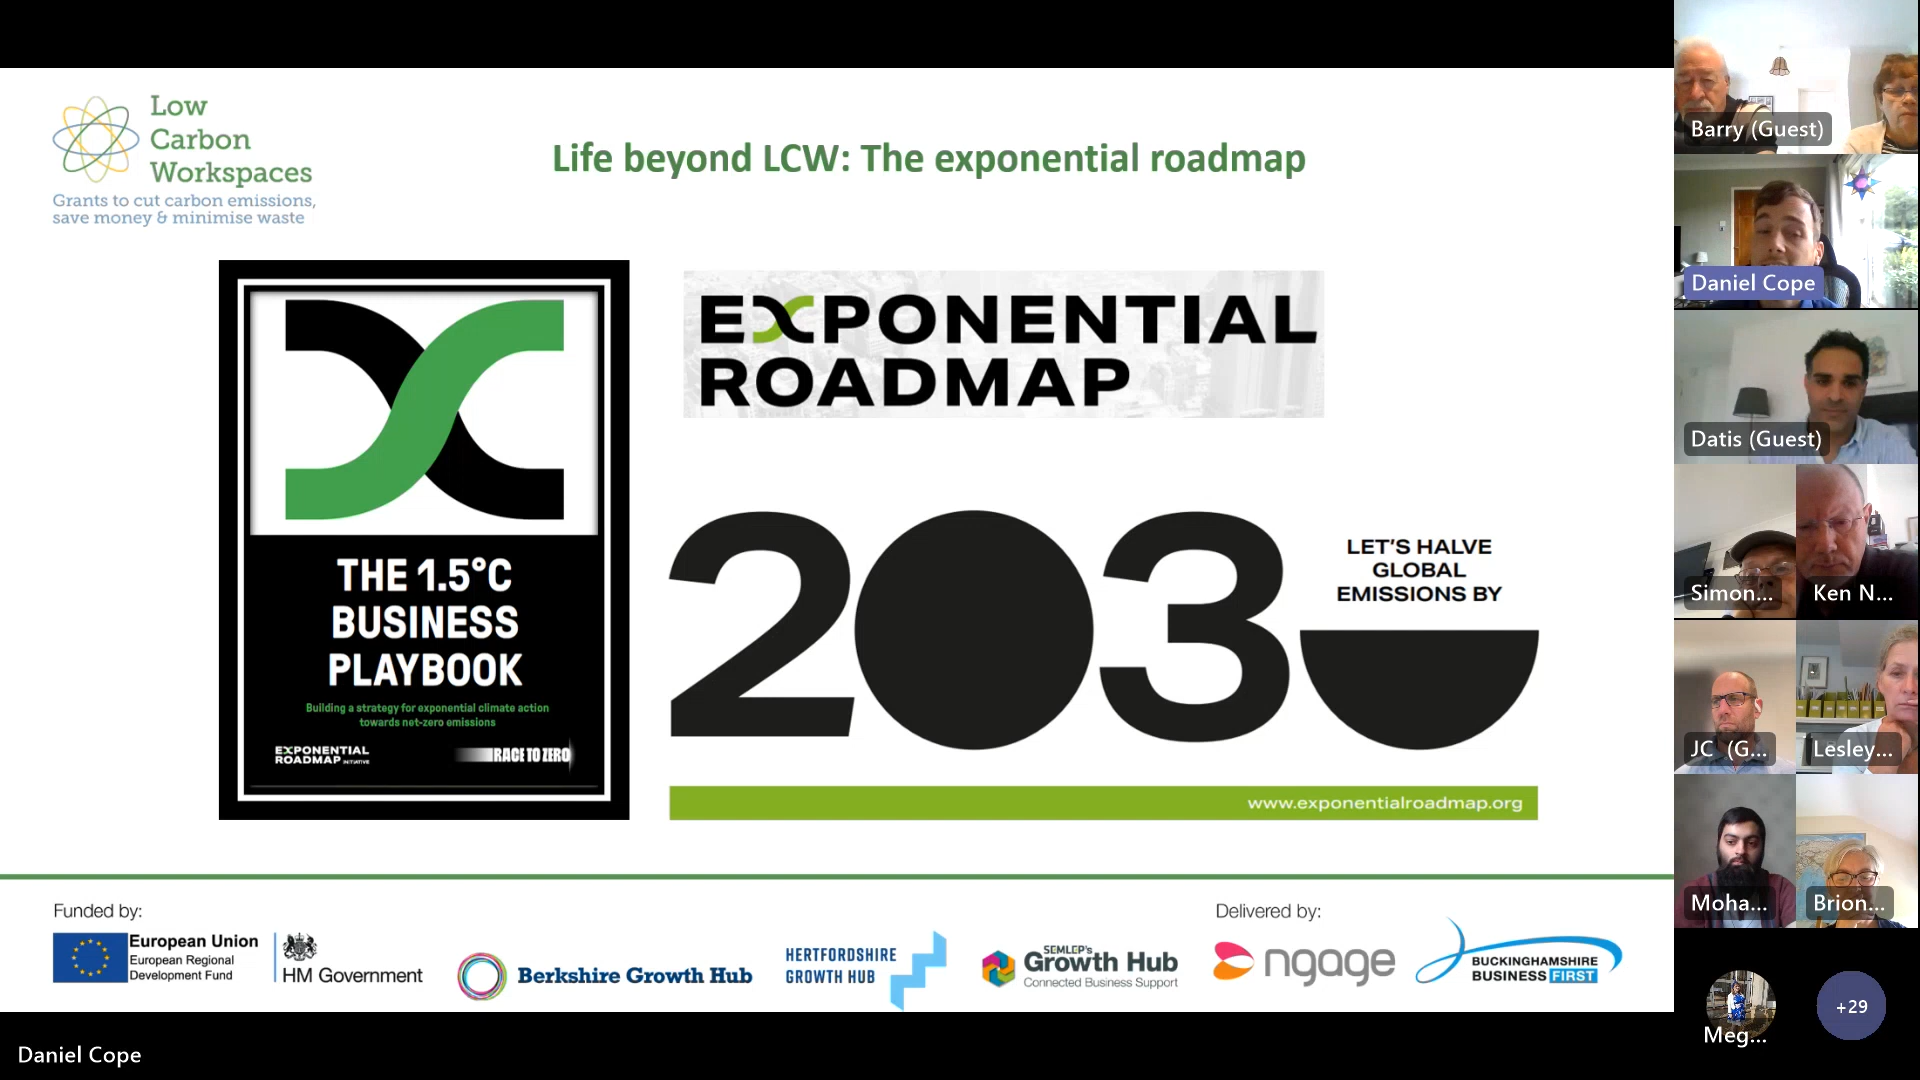 Low
Carbon
Workspaces
Grants to cut carbon emissions,
save money & minimise waste
Life beyond LCW: The exponential roadmap
THE 1.5°C
BUSINESS
PLAYBOOK
Building a strategy for exponential climate action
towards net-zero emissions
EXPONENTIAL
ROADMAP INITIATIVE
RACE TO ZERO
EXPONENTIAL
ROADMAP
LET'S HALVE
GLOBAL
EMISSIONS BY
2030
www.exponentialroadmap.org
Funded by:
European Union
European Regional
Development Fund
HM Government
Berkshire Growth Hub
HERTFORDSHIRE
GROWTH HUB
SEMLEP's
Growth Hub
Connected Business Support
Delivered by:
ngage
BUCKINGHAMSHIRE
BUSINESS FIRST
Daniel Cope
Barry (Guest)
Daniel Cope
Datis (Guest)
Simon...
Ken N...
JC (G...
Lesley...
Moha...
Brion...
Meg...
+29